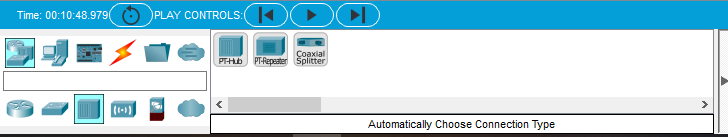 Time: 00:10:48.979 PLAY CONTROLS:
PT-Hub PT-Repeater Coaxial Splitter
Automatically Choose Connection Type